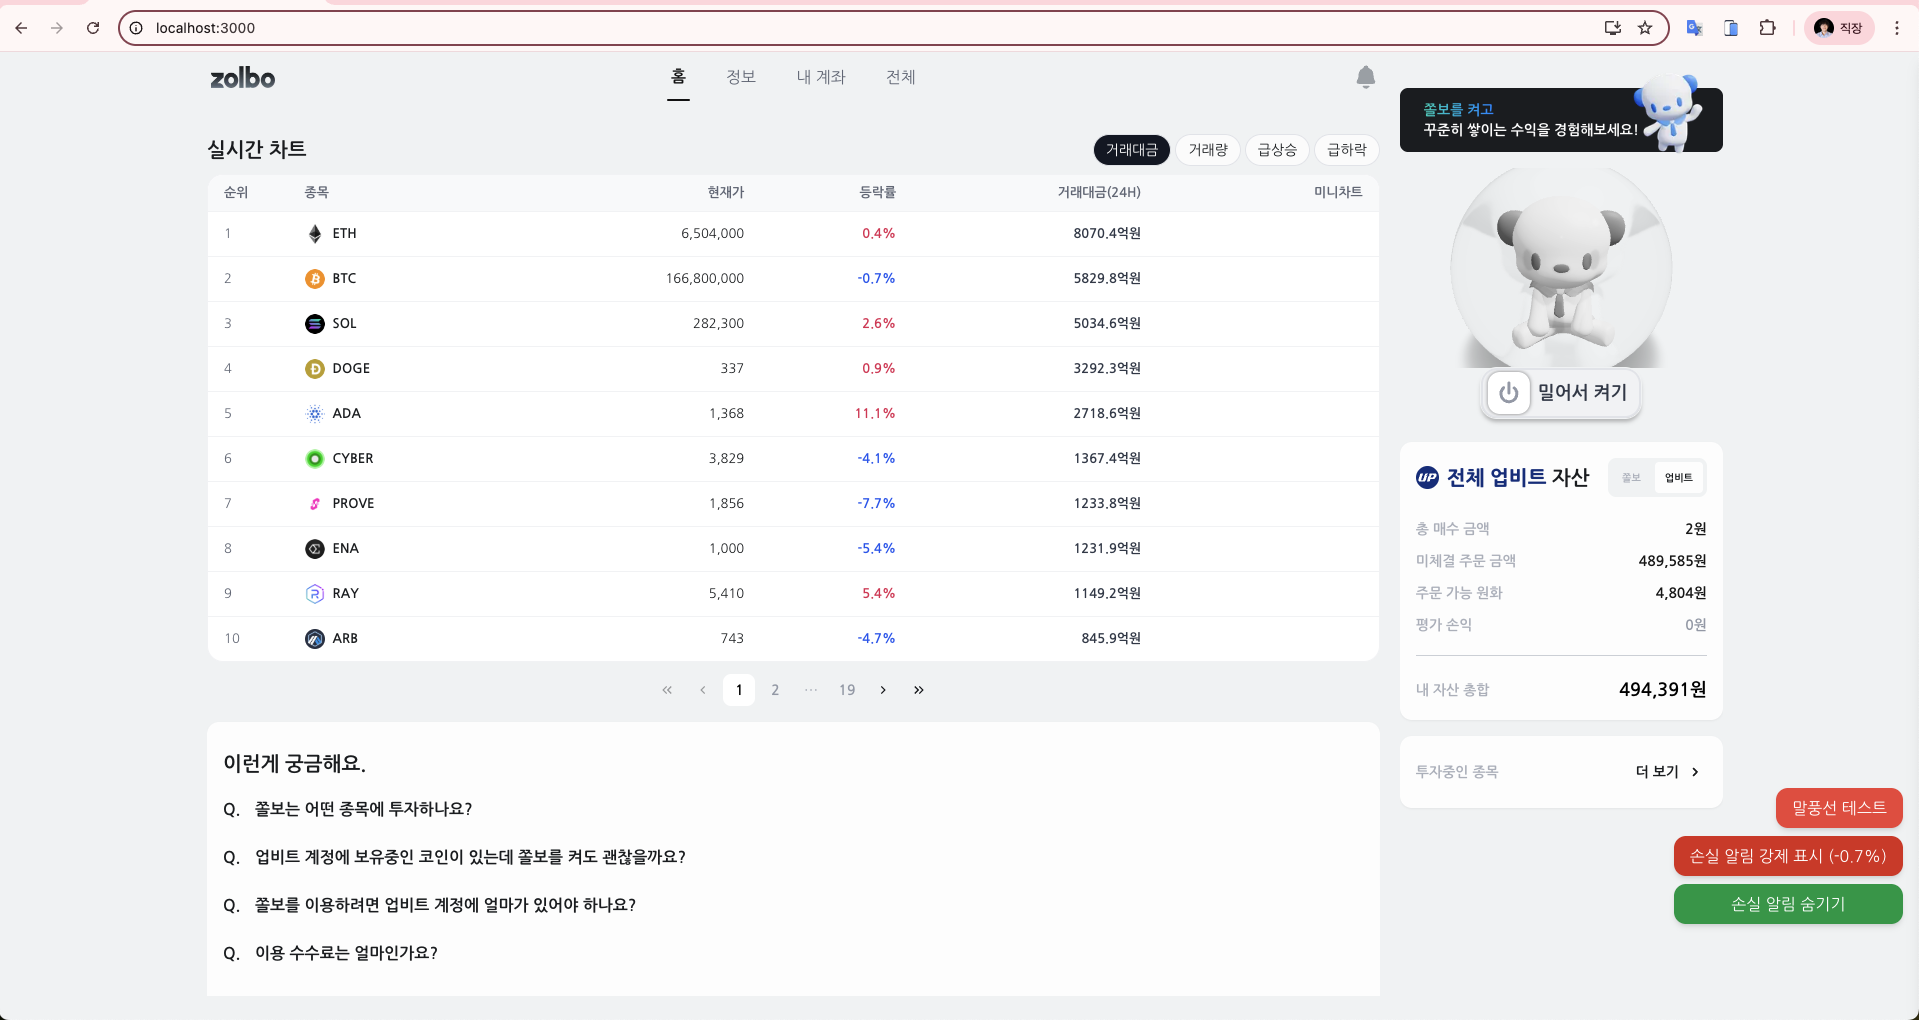 localhost:3000
직장
zolbo
홈
정보
내 계좌
전체
쫄보를 켜고
꾸준히 쌓이는 수익을 경험해보세요!
실시간 차트
거래대금
거래량
급상승
급하락
순위 종목 현재가 등락률 거래대금(24H) 미니차트
1 ETH 6,504,000 0.4% 8070.4억원
2 BTC 166,800,000 -0.7% 5829.8억원
3 SOL 282,300 2.6% 5034.6억원
4 DOGE 337 0.9% 3292.3억원
5 ADA 1,368 11.1% 2718.6억원
6 CYBER 3,829 -4.1% 1367.4억원
7 PROVE 1,856 -7.7% 1233.8억원
8 ENA 1,000 -5.4% 1231.9억원
9 RAY 5,410 5.4% 1149.2억원
10 ARB 743 -4.7% 845.9억원
« ‹ 1 2 ··· 19 › »
이런게 궁금해요.
Q. 쫄보는 어떤 종목에 투자하나요?
Q. 업비트 계정에 보유중인 코인이 있는데 쫄보를 켜도 괜찮을까요?
Q. 쫄보를 이용하려면 업비트 계정에 얼마가 있어야 하나요?
Q. 이용 수수료는 얼마인가요?
밀어서 켜기
UP 전체 업비트 자산
쫄보 업비트
총 매수 금액 2원
미체결 주문 금액 489,585원
주문 가능 원화 4,804원
평가 손익 0원
내 자산 총합 494,391원
투자중인 종목 더 보기
말풍선 테스트
손실 알림 강제 표시 (-0.7%)
손실 알림 숨기기